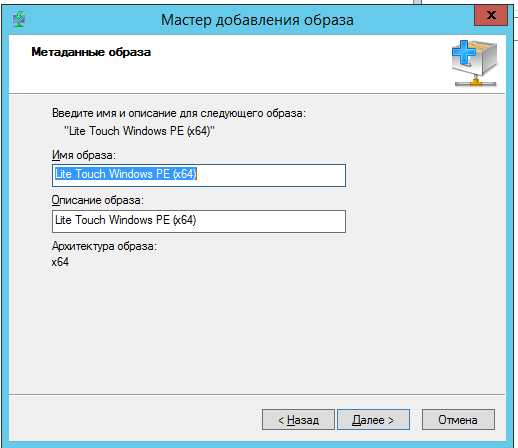 Мастер добавления образа
x
Метаданные образа
Введите имя и описание для следующего образа:
"Lite Touch Windows PE (x64)"
Имя образа:
Lite Touch Windows PE (x64)
Описание образа:
Lite Touch Windows PE (x64)
Архитектура образа:
x64
< Назад Далее > Отмена